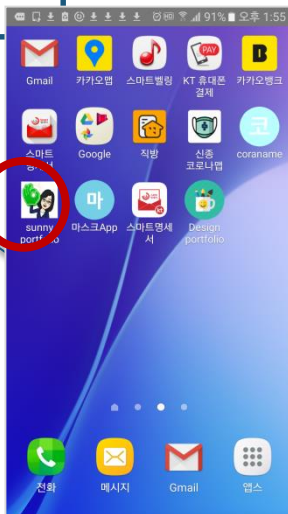 91% 오후 1:55
PAY
B
Gmail
카카오맵
스마트벨링
KT 휴대폰
결제
카카오뱅크
코
스마트
Google
직방
신종
코로나맵
coraname
마
kt
sunny
portfolio
마스크App
스마트명세
서
Design
portfolio
전화
메시지
Gmail
앱스